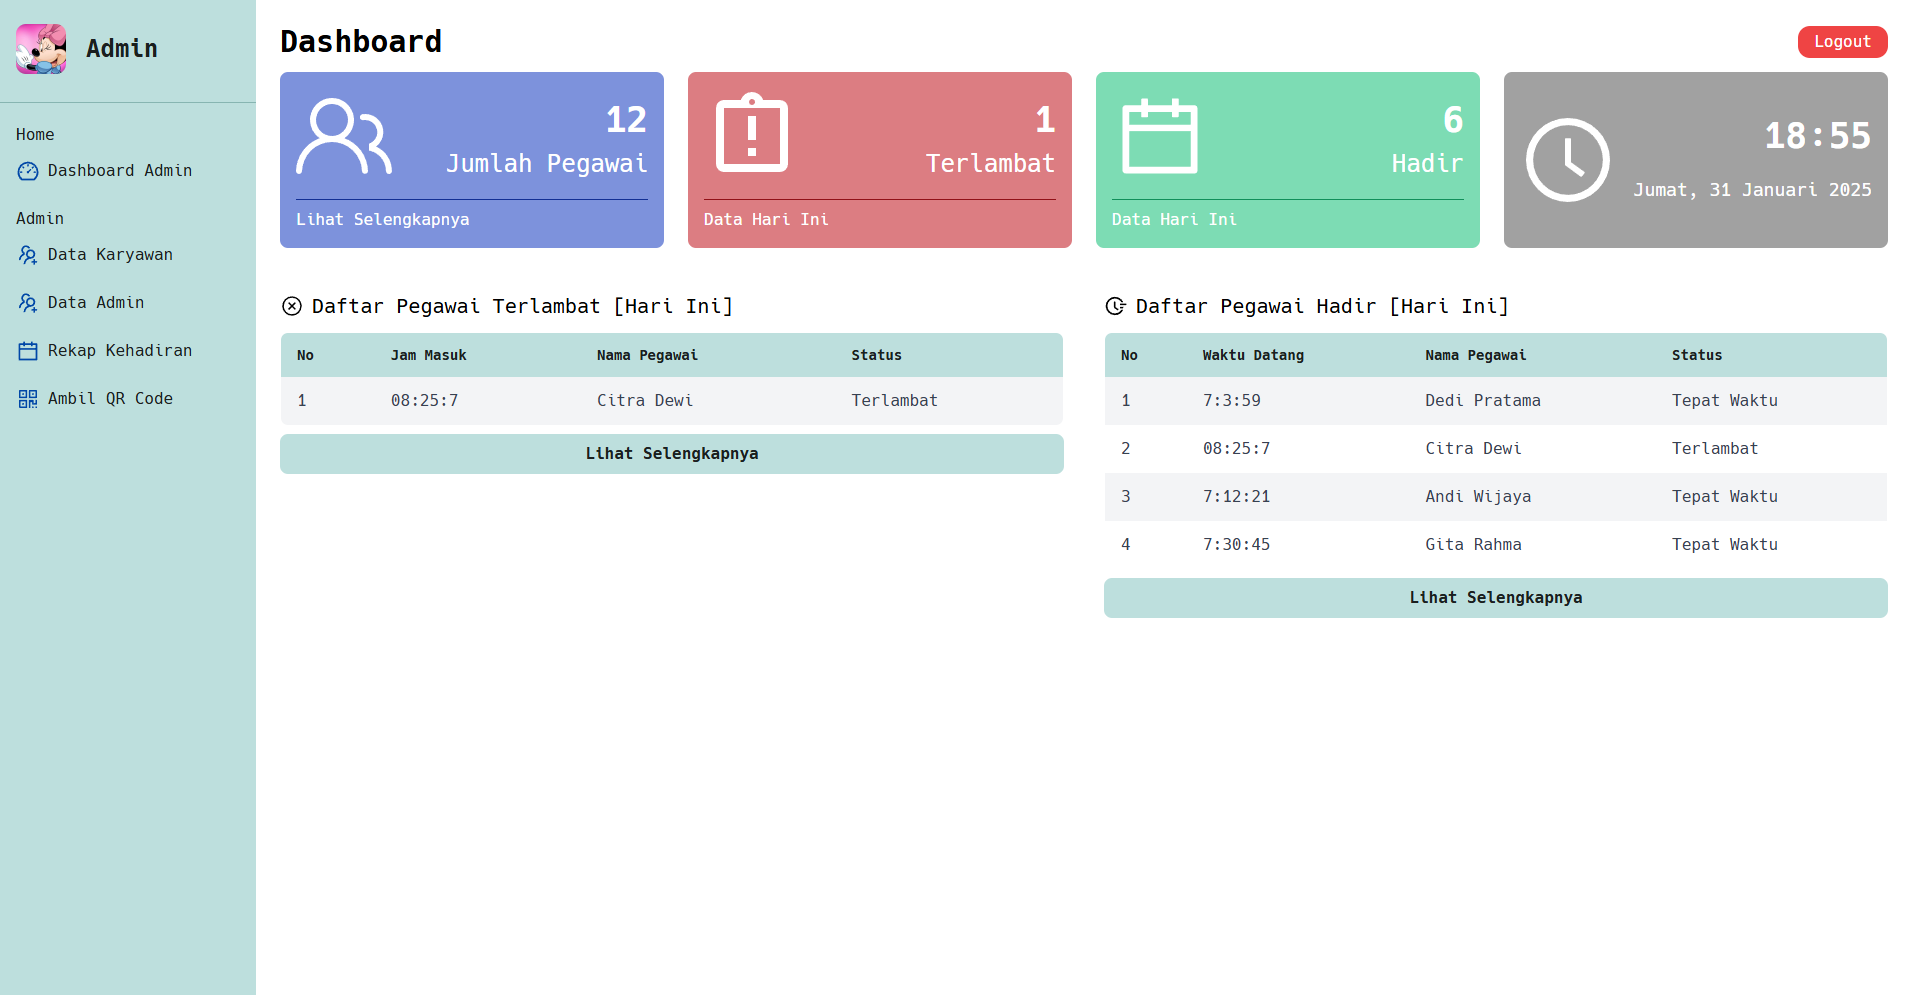 Admin
Home
Dashboard Admin
Admin
Data Karyawan
Data Admin
Rekap Kehadiran
Ambil QR Code
Dashboard
Logout
12
Jumlah Pegawai
Lihat Selengkapnya
1
Terlambat
Data Hari Ini
6
Hadir
Data Hari Ini
18:55
Jumat, 31 Januari 2025
Daftar Pegawai Terlambat [Hari Ini]
No Jam Masuk Nama Pegawai Status
1 08:25:7 Citra Dewi Terlambat
Lihat Selengkapnya
Daftar Pegawai Hadir [Hari Ini]
No Waktu Datang Nama Pegawai Status
1 7:3:59 Dedi Pratama Tepat Waktu
2 08:25:7 Citra Dewi Terlambat
3 7:12:21 Andi Wijaya Tepat Waktu
4 7:30:45 Gita Rahma Tepat Waktu
Lihat Selengkapnya